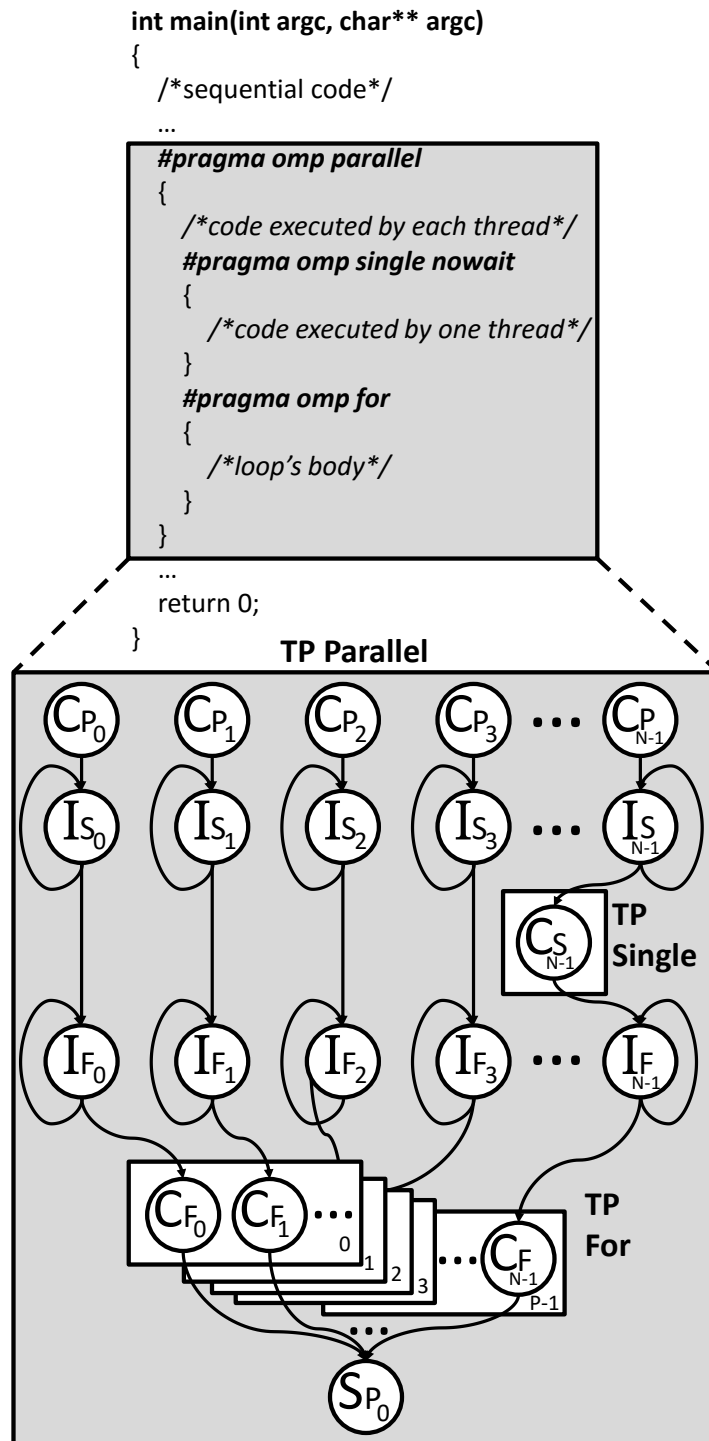 int main(int argc, char** argc)
{
/*sequential code*/
...
#pragma omp parallel
{
/*code executed by each thread*/
#pragma omp single nowait
{
/*code executed by one thread*/
}
#pragma omp for
{
/*loop's body*/
}
}
...
return 0;
}
TP Parallel
CP0 CP1 CP2 CP3 ... CPN-1
IS0 IS1 IS2 IS3 ... ISN-1
CSN-1
TP
Single
IF0 IF1 IF2 IF3 ... IFN-1
CF0 CF1 ... 0
1
2
3
... CFN-1
P-1
TP
For
...
SP0